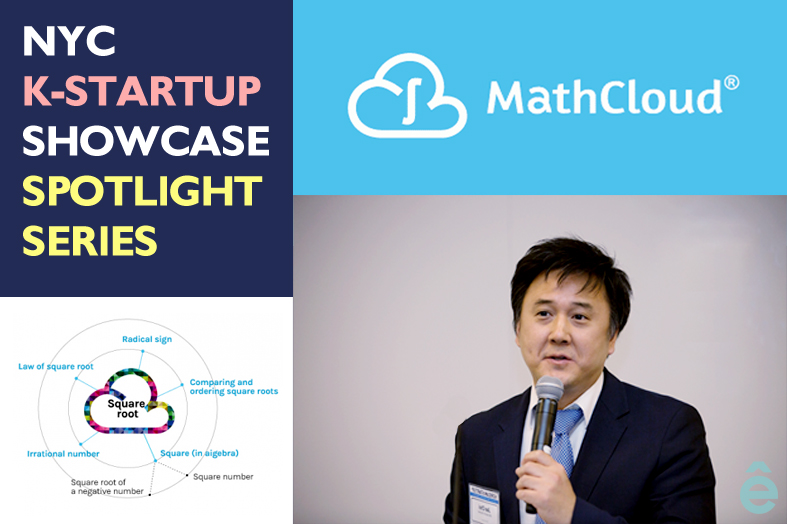 NYC
K-STARTUP
SHOWCASE
SPOTLIGHT
SERIES
MathCloud®
Radical sign
Law of square root
Comparing and
ordering square roots
Square
root
Irrational number
Square (in algebra)
Square root of
a negative number
Square number
ê